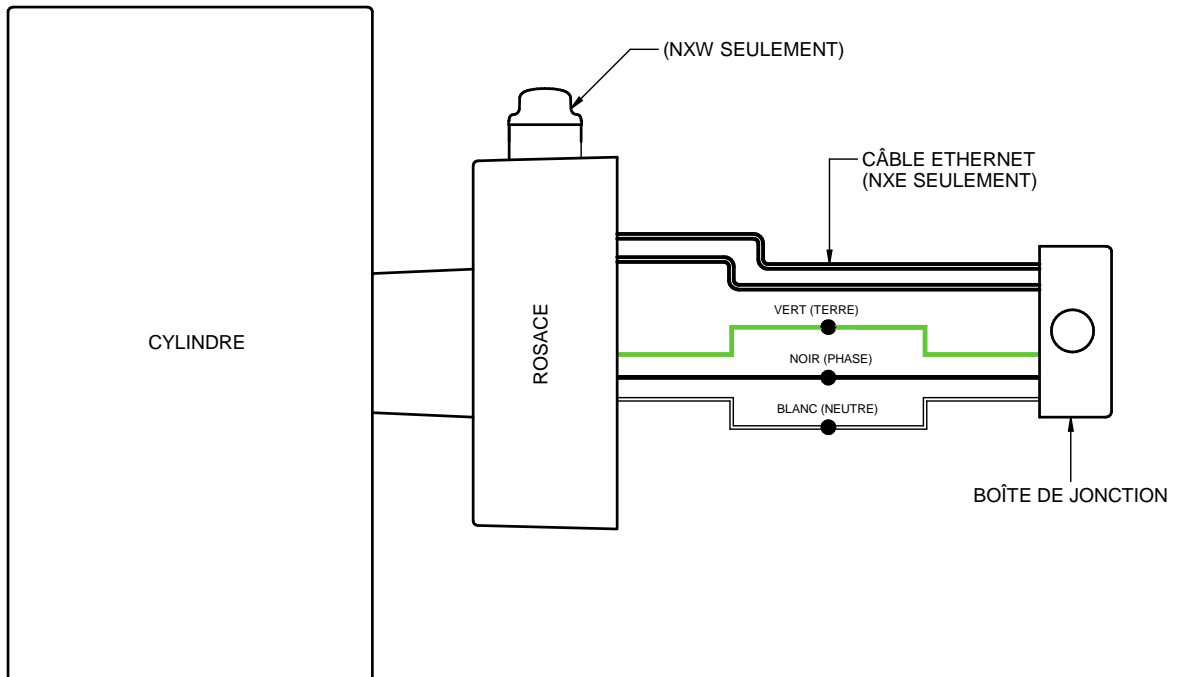 (NXW SEULEMENT)
CÂBLE ETHERNET
(NXE SEULEMENT)
VERT (TERRE)
CYLINDRE
ROSACE
NOIR (PHASE)
BLANC (NEUTRE)
BOÎTE DE JONCTION